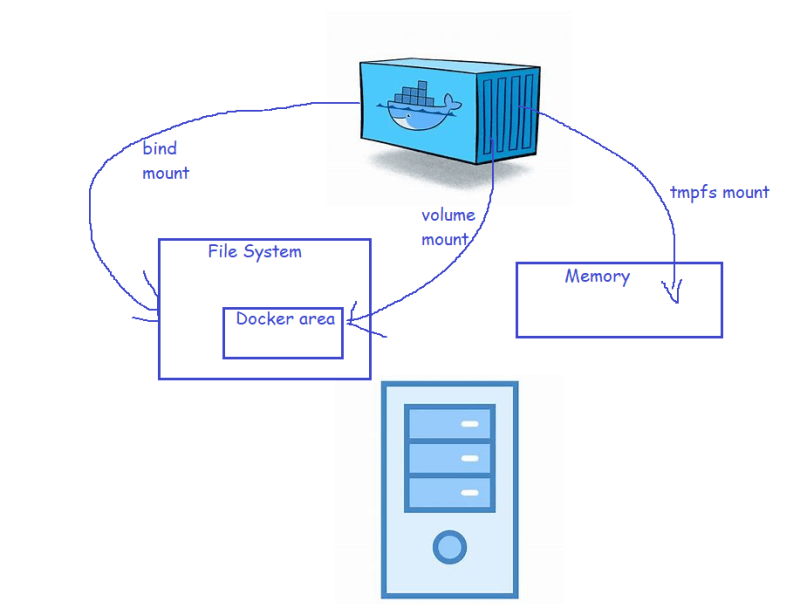 bind
mount
volume
mount
tmpfs mount
File System
Docker area
Memory